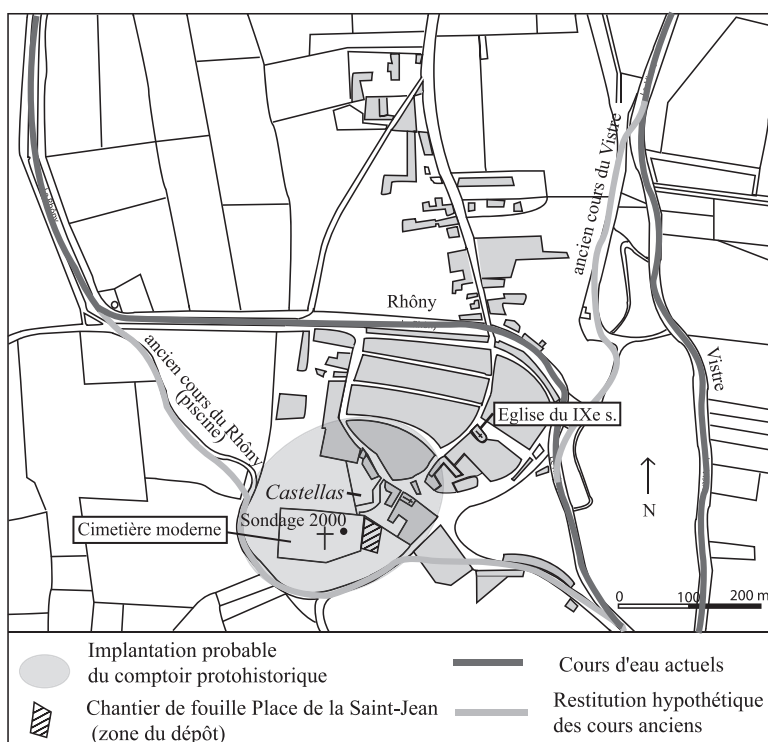 ancien cours du Vistre
Rhôny
Vistre
ancien cours du Rhôny
(piscine)
Eglise du IXe s.
Castellas
Sondage 2000
Cimetière moderne
N
0 100 200 m
Implantation probable
du comptoir protohistorique
Chantier de fouille Place de la Saint-Jean
(zone du dépôt)
Cours d'eau actuels
Restitution hypothétique
des cours anciens